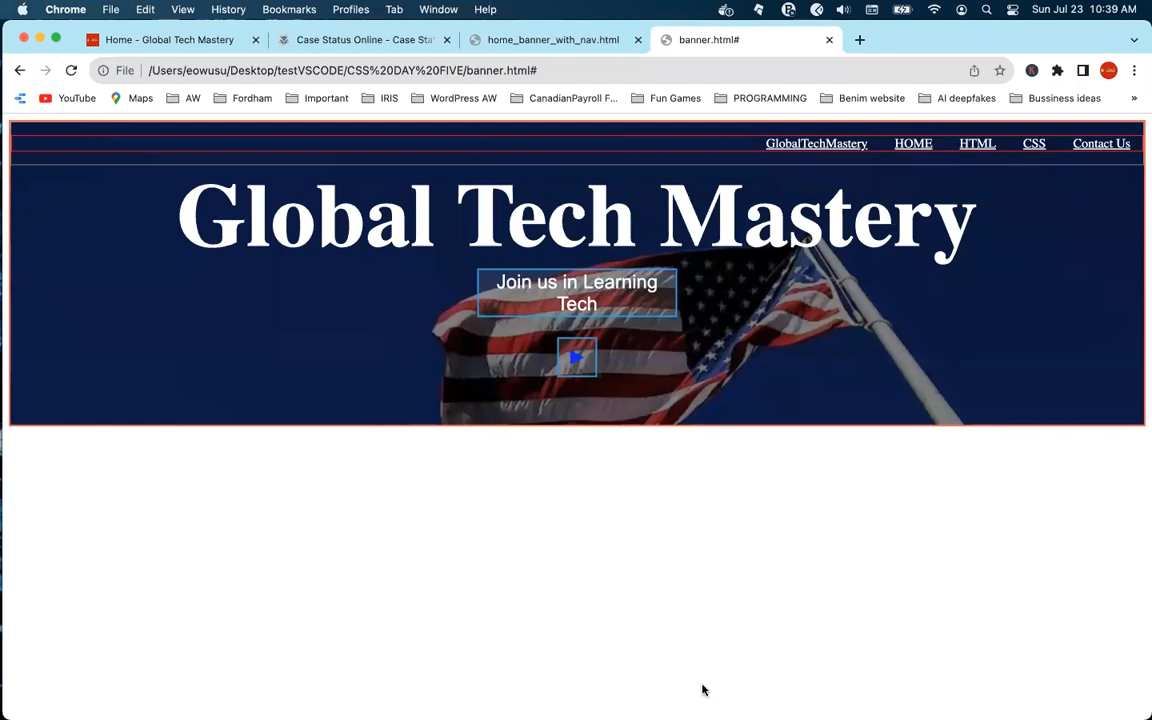 Chrome File Edit View History Bookmarks Profiles Tab Window Help Sun Jul 23 10:39 AM
Home - Global Tech Mastery Case Status Online - Case Sta home_banner_with_nav.html banner.html#
File /Users/eowusu/Desktop/testVSCODE/CSS%20DAY%20FIVE/banner.html#
YouTube Maps AW Fordham Important IRIS WordPress AW CanadianPayroll F... Fun Games PROGRAMMING Benim website AI deepfakes Bussiness ideas »
GlobalTechMastery HOME HTML CSS Contact Us
Global Tech Mastery
Join us in Learning
Tech